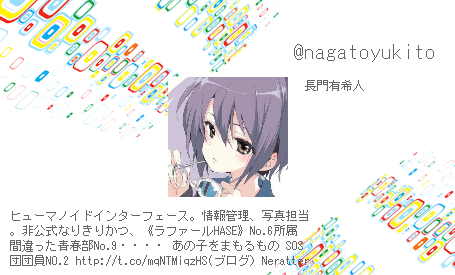 @nagatoyukito
長門有希人
ヒューマノイドインターフェース。情報管理、写真担当
。非公式なりきりかつ、《ラファールHASE》No.6所属
間違った青春部No.9・・・・ あの子をまもるもの SOS
団団員NO.2 http://t.co/mqNTMiqzHS(ブログ) Neratter